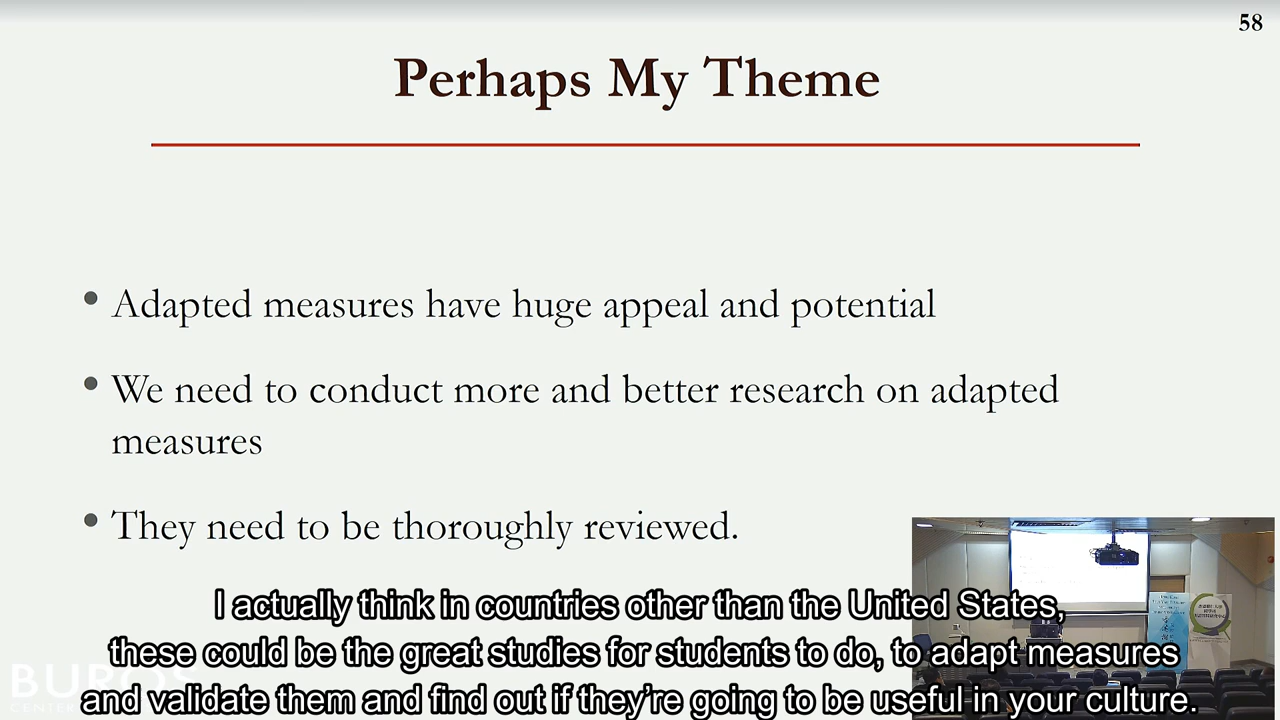 58
Perhaps My Theme
• Adapted measures have huge appeal and potential
• We need to conduct more and better research on adapted
measures
• They need to be thoroughly reviewed.
I actually think in countries other than the United States,
these could be the great studies for students to do, to adapt measures
and validate them and find out if they're going to be useful in your culture.
BUROS
CENTER